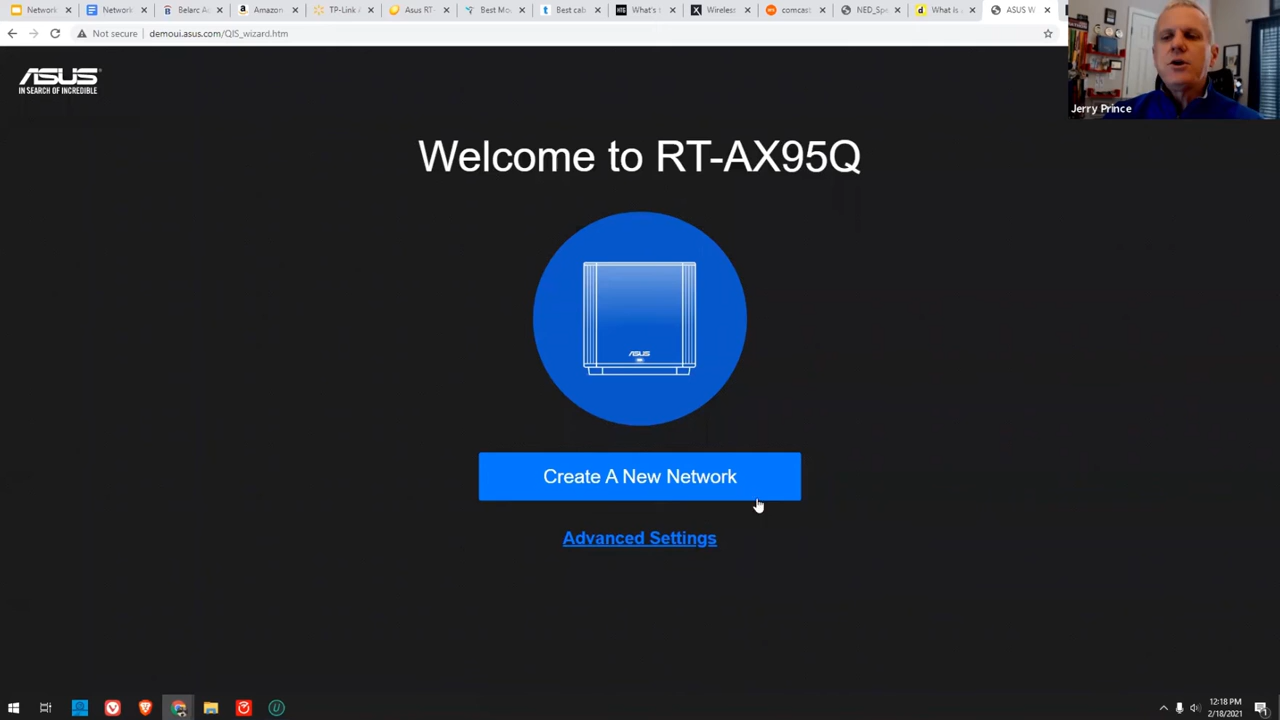 Network
Network
Belarc Ad
Amazon
TP-Link A
Asus RT-
Best Mo
Best cab
What's t
Wireless
comcast
NED_Spe
What is
ASUS W
Not secure
demoui.asus.com/QIS_wizard.htm
ASUS
IN SEARCH OF INCREDIBLE
Jerry Prince
Welcome to RT-AX95Q
ASUS
Create A New Network
Advanced Settings
12:18 PM
2/18/2021